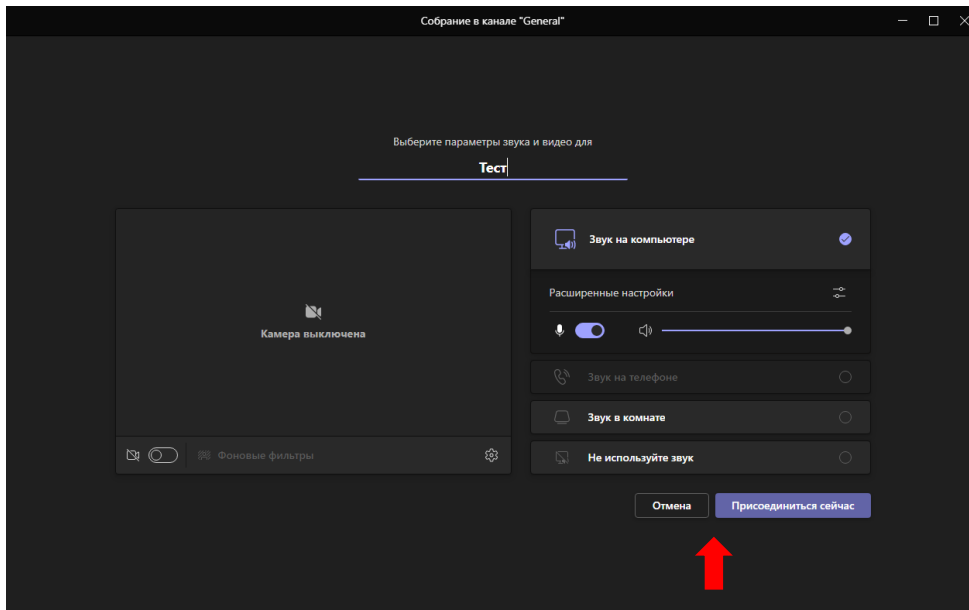 Собрание в канале "General"
Выберите параметры звука и видео для
Тест
Звук на компьютере
Расширенные настройки
Камера выключена
Звук на телефоне
Звук в комнате
Фоновые фильтры
Не используйте звук
Отмена
Присоединиться сейчас